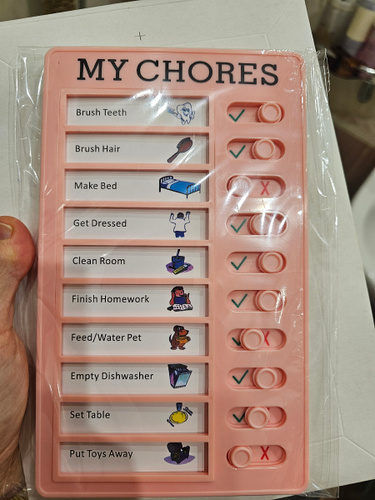 MY CHORES
Brush Teeth
Brush Hair
Make Bed
Get Dressed
Clean Room
Finish Homework
Feed/Water Pet
Empty Dishwasher
Set Table
Put Toys Away